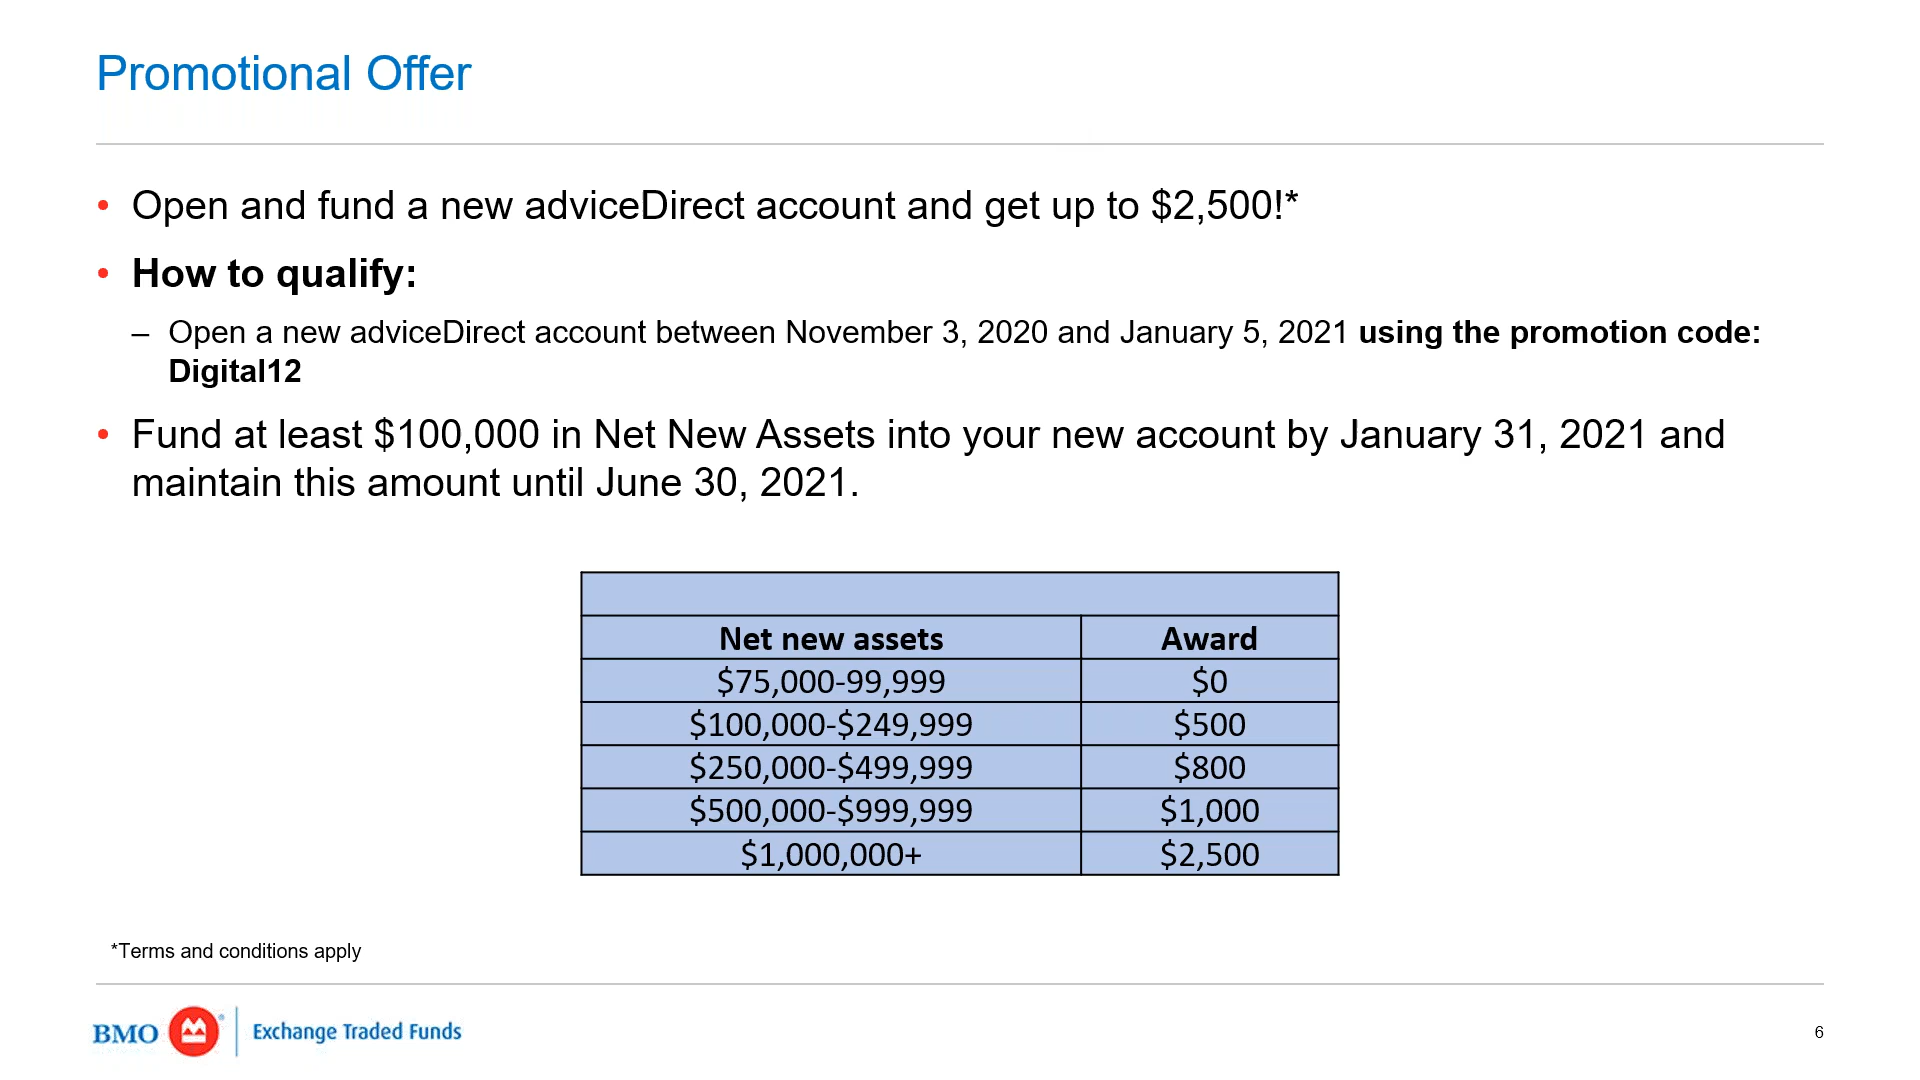 Promotional Offer
• Open and fund a new adviceDirect account and get up to $2,500!*
• How to qualify:
– Open a new adviceDirect account between November 3, 2020 and January 5, 2021 using the promotion code:
Digital12
• Fund at least $100,000 in Net New Assets into your new account by January 31, 2021 and
maintain this amount until June 30, 2021.
Net new assets Award
$75,000-99,999 $0
$100,000-$249,999 $500
$250,000-$499,999 $800
$500,000-$999,999 $1,000
$1,000,000+ $2,500
*Terms and conditions apply
BMO Exchange Traded Funds
6